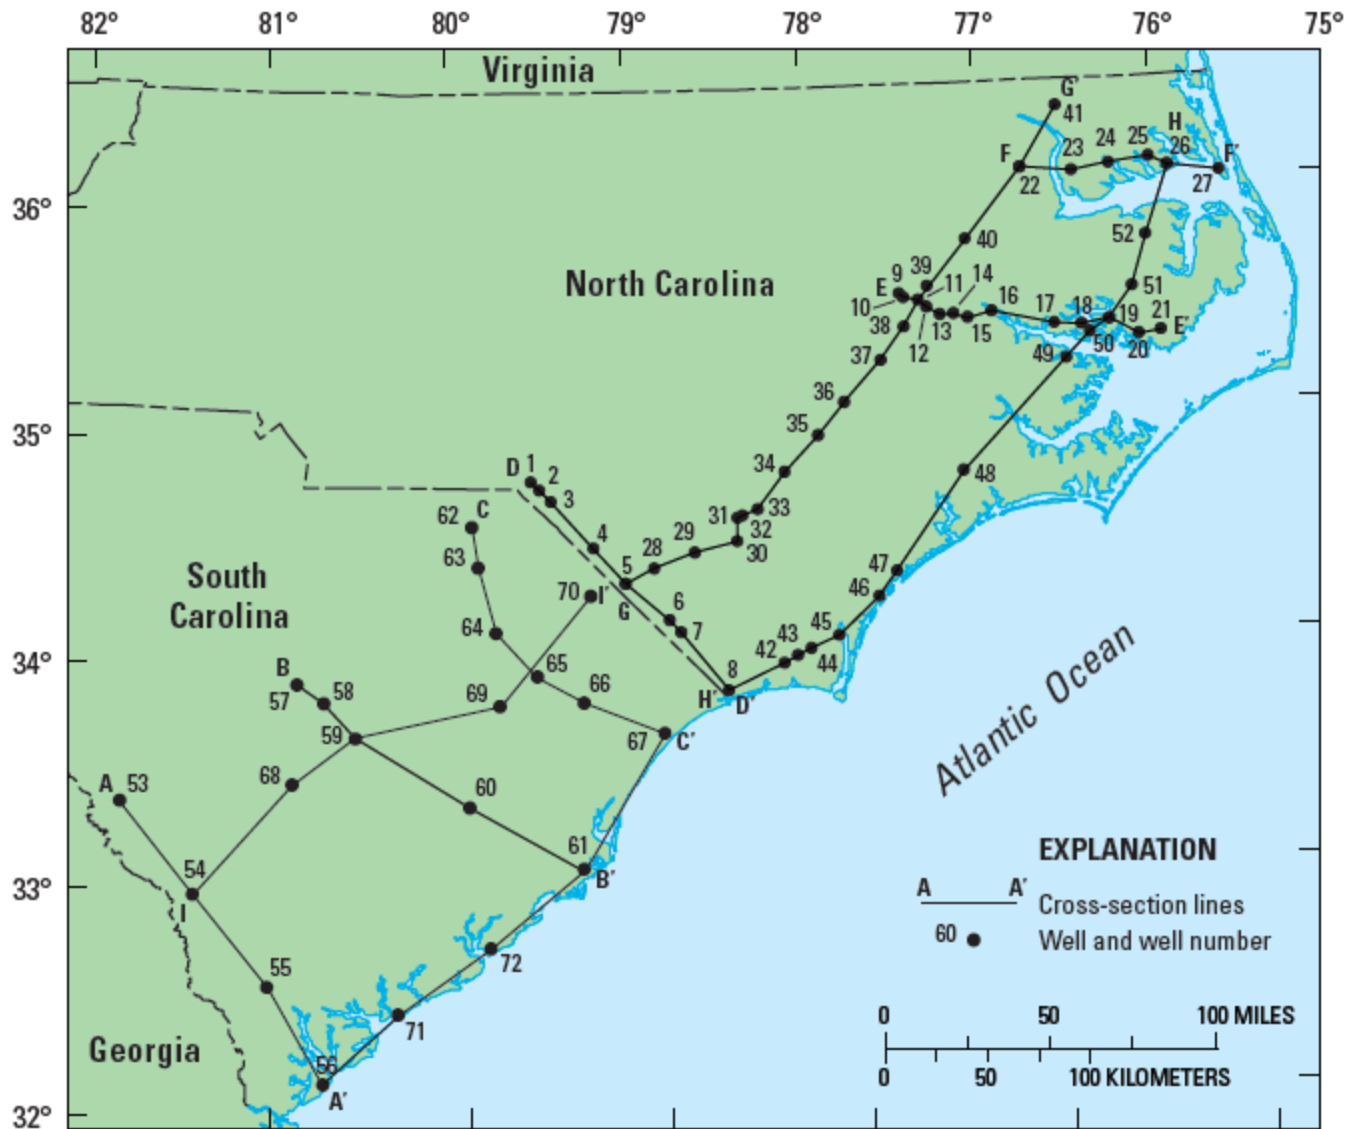 82° 81° 80° 79° 78° 77° 76° 75°
Virginia
G′
41
F 23 24 25 H 26 F′
22 27
36°
40 52
North Carolina
9 39 14 51
E 11 16 17 18 19 21
10 E′
38 12 13 15 50 20
37 49
36
35°
35
D 1 2 34 48
62 C 3 33
31 32
4 28 29 30
63 5 47
South
Carolina
70 I′ G 46
6
64 7 43 45
34° 65 8 42 44
B 66 H′ D′
57 58 69
59 67 C′
Atlantic Ocean
A 53 68 60
EXPLANATION
54 61 B′
33° A A′ Cross-section lines
I 60 Well and well number
55 72
0 50 100 MILES
71
Georgia
56 0 50 100 KILOMETERS
A′
32°